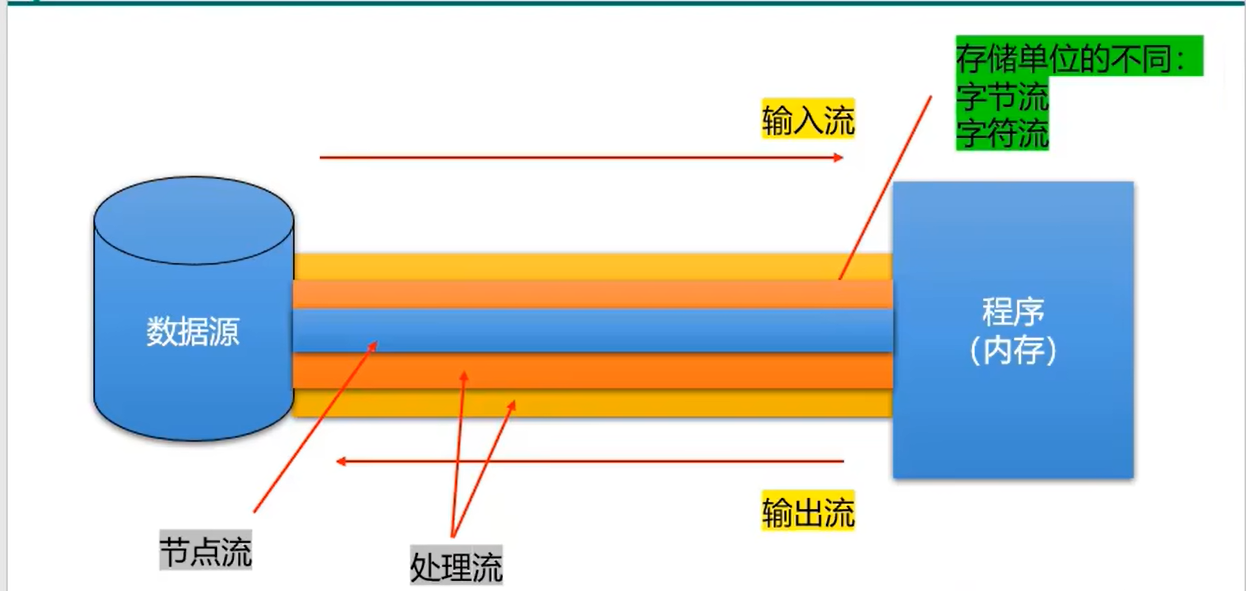 存储单位的不同：
字节流
字符流
输入流
数据源
程序
（内存）
输出流
节点流
处理流